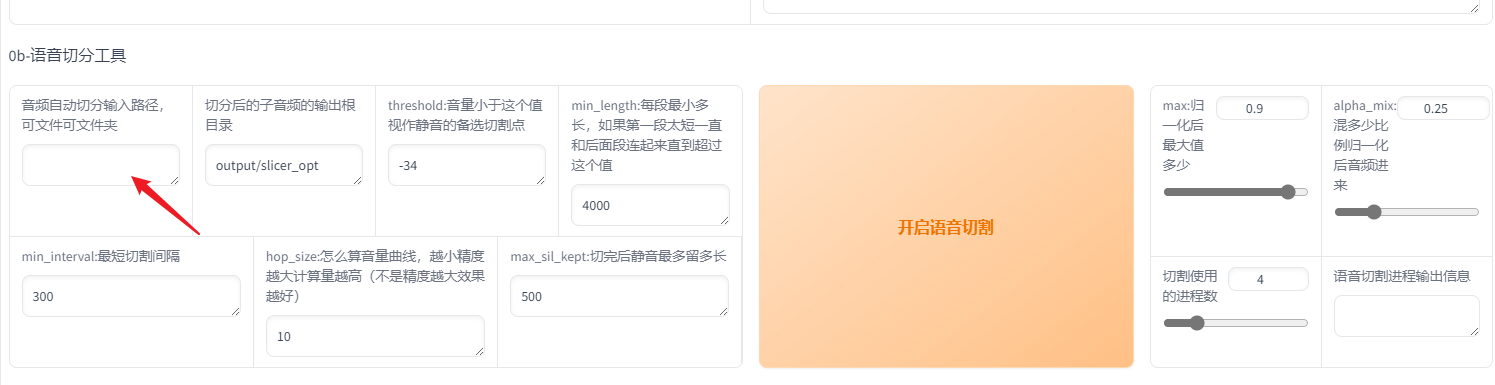 0b-语音切分工具
音频自动切分输入路径，
可文件可文件夹
切分后的子音频的输出根
目录
output/slicer_opt
threshold:音量小于这个值
视作静音的备选切割点
-34
min_length:每段最小多
长，如果第一段太短一直
和后面段连起来直到超过
这个值
4000
min_interval:最短切割间隔
300
hop_size:怎么算音量曲线，越小精度
越大计算量越高（不是精度越大效果
越好）
10
max_sil_kept:切完后静音最多留多长
500
开启语音切割
max:归
一化后
最大值
多少
0.9
alpha_mix:
混多少比
例归一化
后音频进
来
0.25
切割使用
的进程数
4
语音切割进程输出信息